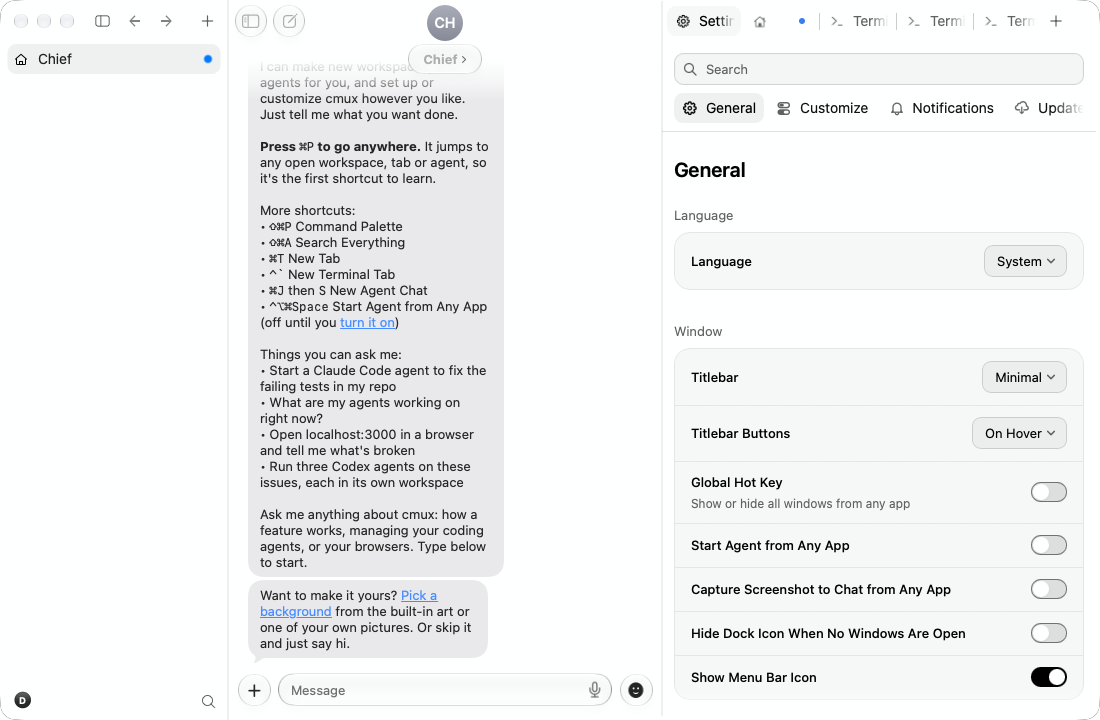 Chief
D
CH
Chief ›
I can make new workspac
agents for you, and set up or
customize cmux however you like.
Just tell me what you want done.
Press ⌘P to go anywhere. It jumps to
any open workspace, tab or agent, so
it's the first shortcut to learn.
More shortcuts:
• ⇧⌘P Command Palette
• ⇧⌘A Search Everything
• ⌘T New Tab
• ^` New Terminal Tab
• ⌘J then S New Agent Chat
• ^⌥⌘Space Start Agent from Any App
(off until you turn it on)
Things you can ask me:
• Start a Claude Code agent to fix the
failing tests in my repo
• What are my agents working on
right now?
• Open localhost:3000 in a browser
and tell me what's broken
• Run three Codex agents on these
issues, each in its own workspace
Ask me anything about cmux: how a
feature works, managing your coding
agents, or your browsers. Type below
to start.
Want to make it yours? Pick a
background from the built-in art or
one of your own pictures. Or skip it
and just say hi.
Message
Settin Termi Termi Term
Search
General Customize Notifications Update
General
Language
Language System
Window
Titlebar Minimal
Titlebar Buttons On Hover
Global Hot Key
Show or hide all windows from any app
Start Agent from Any App
Capture Screenshot to Chat from Any App
Hide Dock Icon When No Windows Are Open
Show Menu Bar Icon